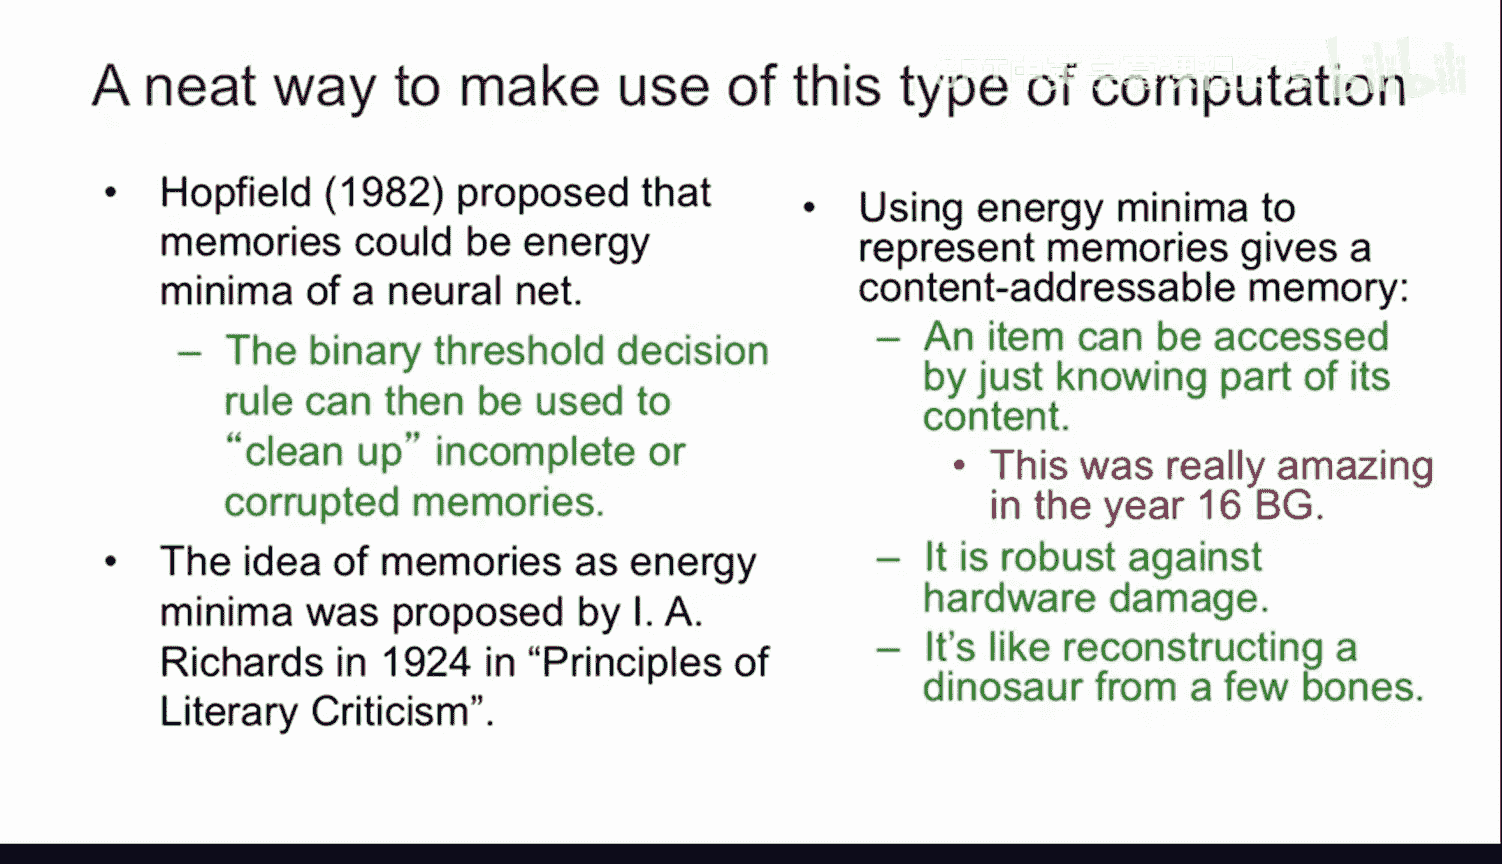 A neat way to make use of this type of computation
• Hopfield (1982) proposed that
memories could be energy
minima of a neural net.
– The binary threshold decision
rule can then be used to
“clean up” incomplete or
corrupted memories.
• The idea of memories as energy
minima was proposed by I. A.
Richards in 1924 in “Principles of
Literary Criticism”.
• Using energy minima to
represent memories gives a
content-addressable memory:
– An item can be accessed
by just knowing part of its
content.
• This was really amazing
in the year 16 BG.
– It is robust against
hardware damage.
– It’s like reconstructing a
dinosaur from a few bones.